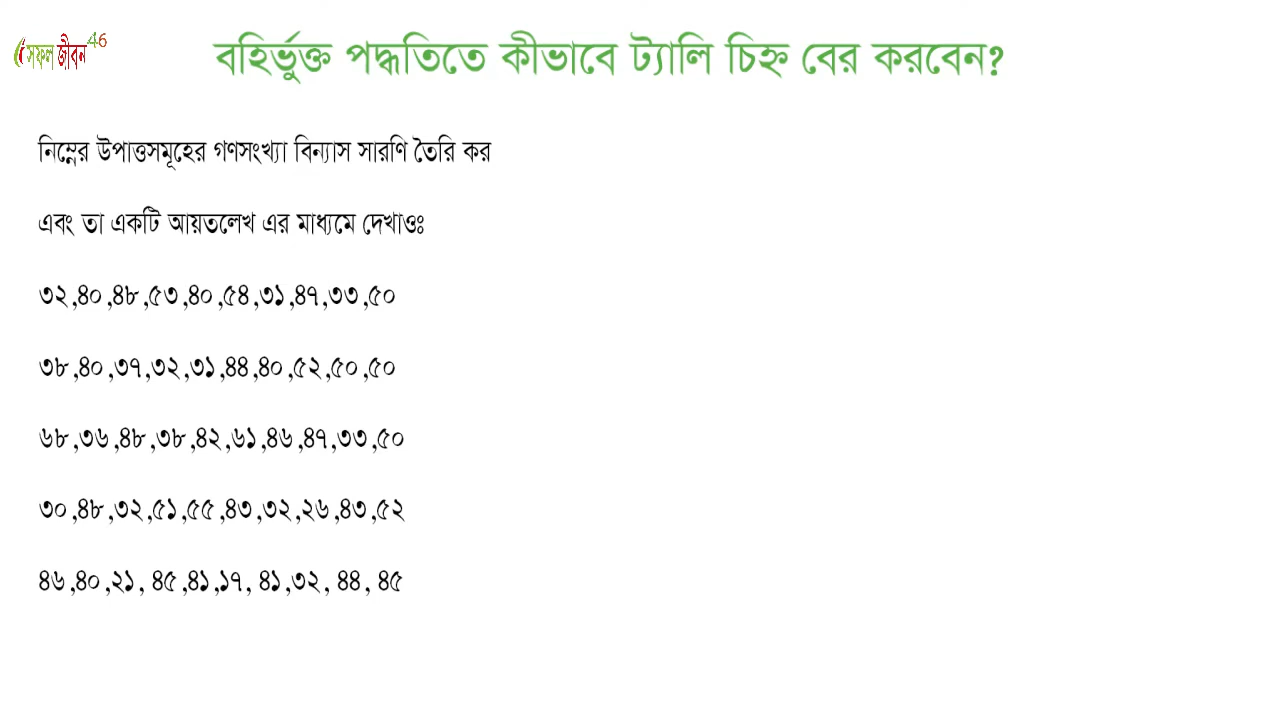 সফল জীবন 46
বহির্ভুক্ত পদ্ধতিতে কীভাবে ট্যালি চিহ্ন বের করবেন?
নিম্নের উপাত্তসমূহের গণসংখ্যা বিন্যাস সারণি তৈরি কর
এবং তা একটি আয়তলেখ এর মাধ্যমে দেখাওঃ
৩২,৪০,৪৮,৫৩,৪০,৫৪,৩১,৪৭,৩৩,৫০
৩৮,৪০,৩৭,৩২,৩১,৪৪,৪০,৫২,৫০,৫০
৬৮,৩৬,৪৮,৩৮,৪২,৬১,৪৬,৪৭,৩৩,৫০
৩০,৪৮,৩২,৫১,৫৫,৪৩,৩২,২৬,৪৩,৫২
৪৬,৪০,২১, ৪৫,৪১,১৭, ৪১,৩২, ৪৪, ৪৫